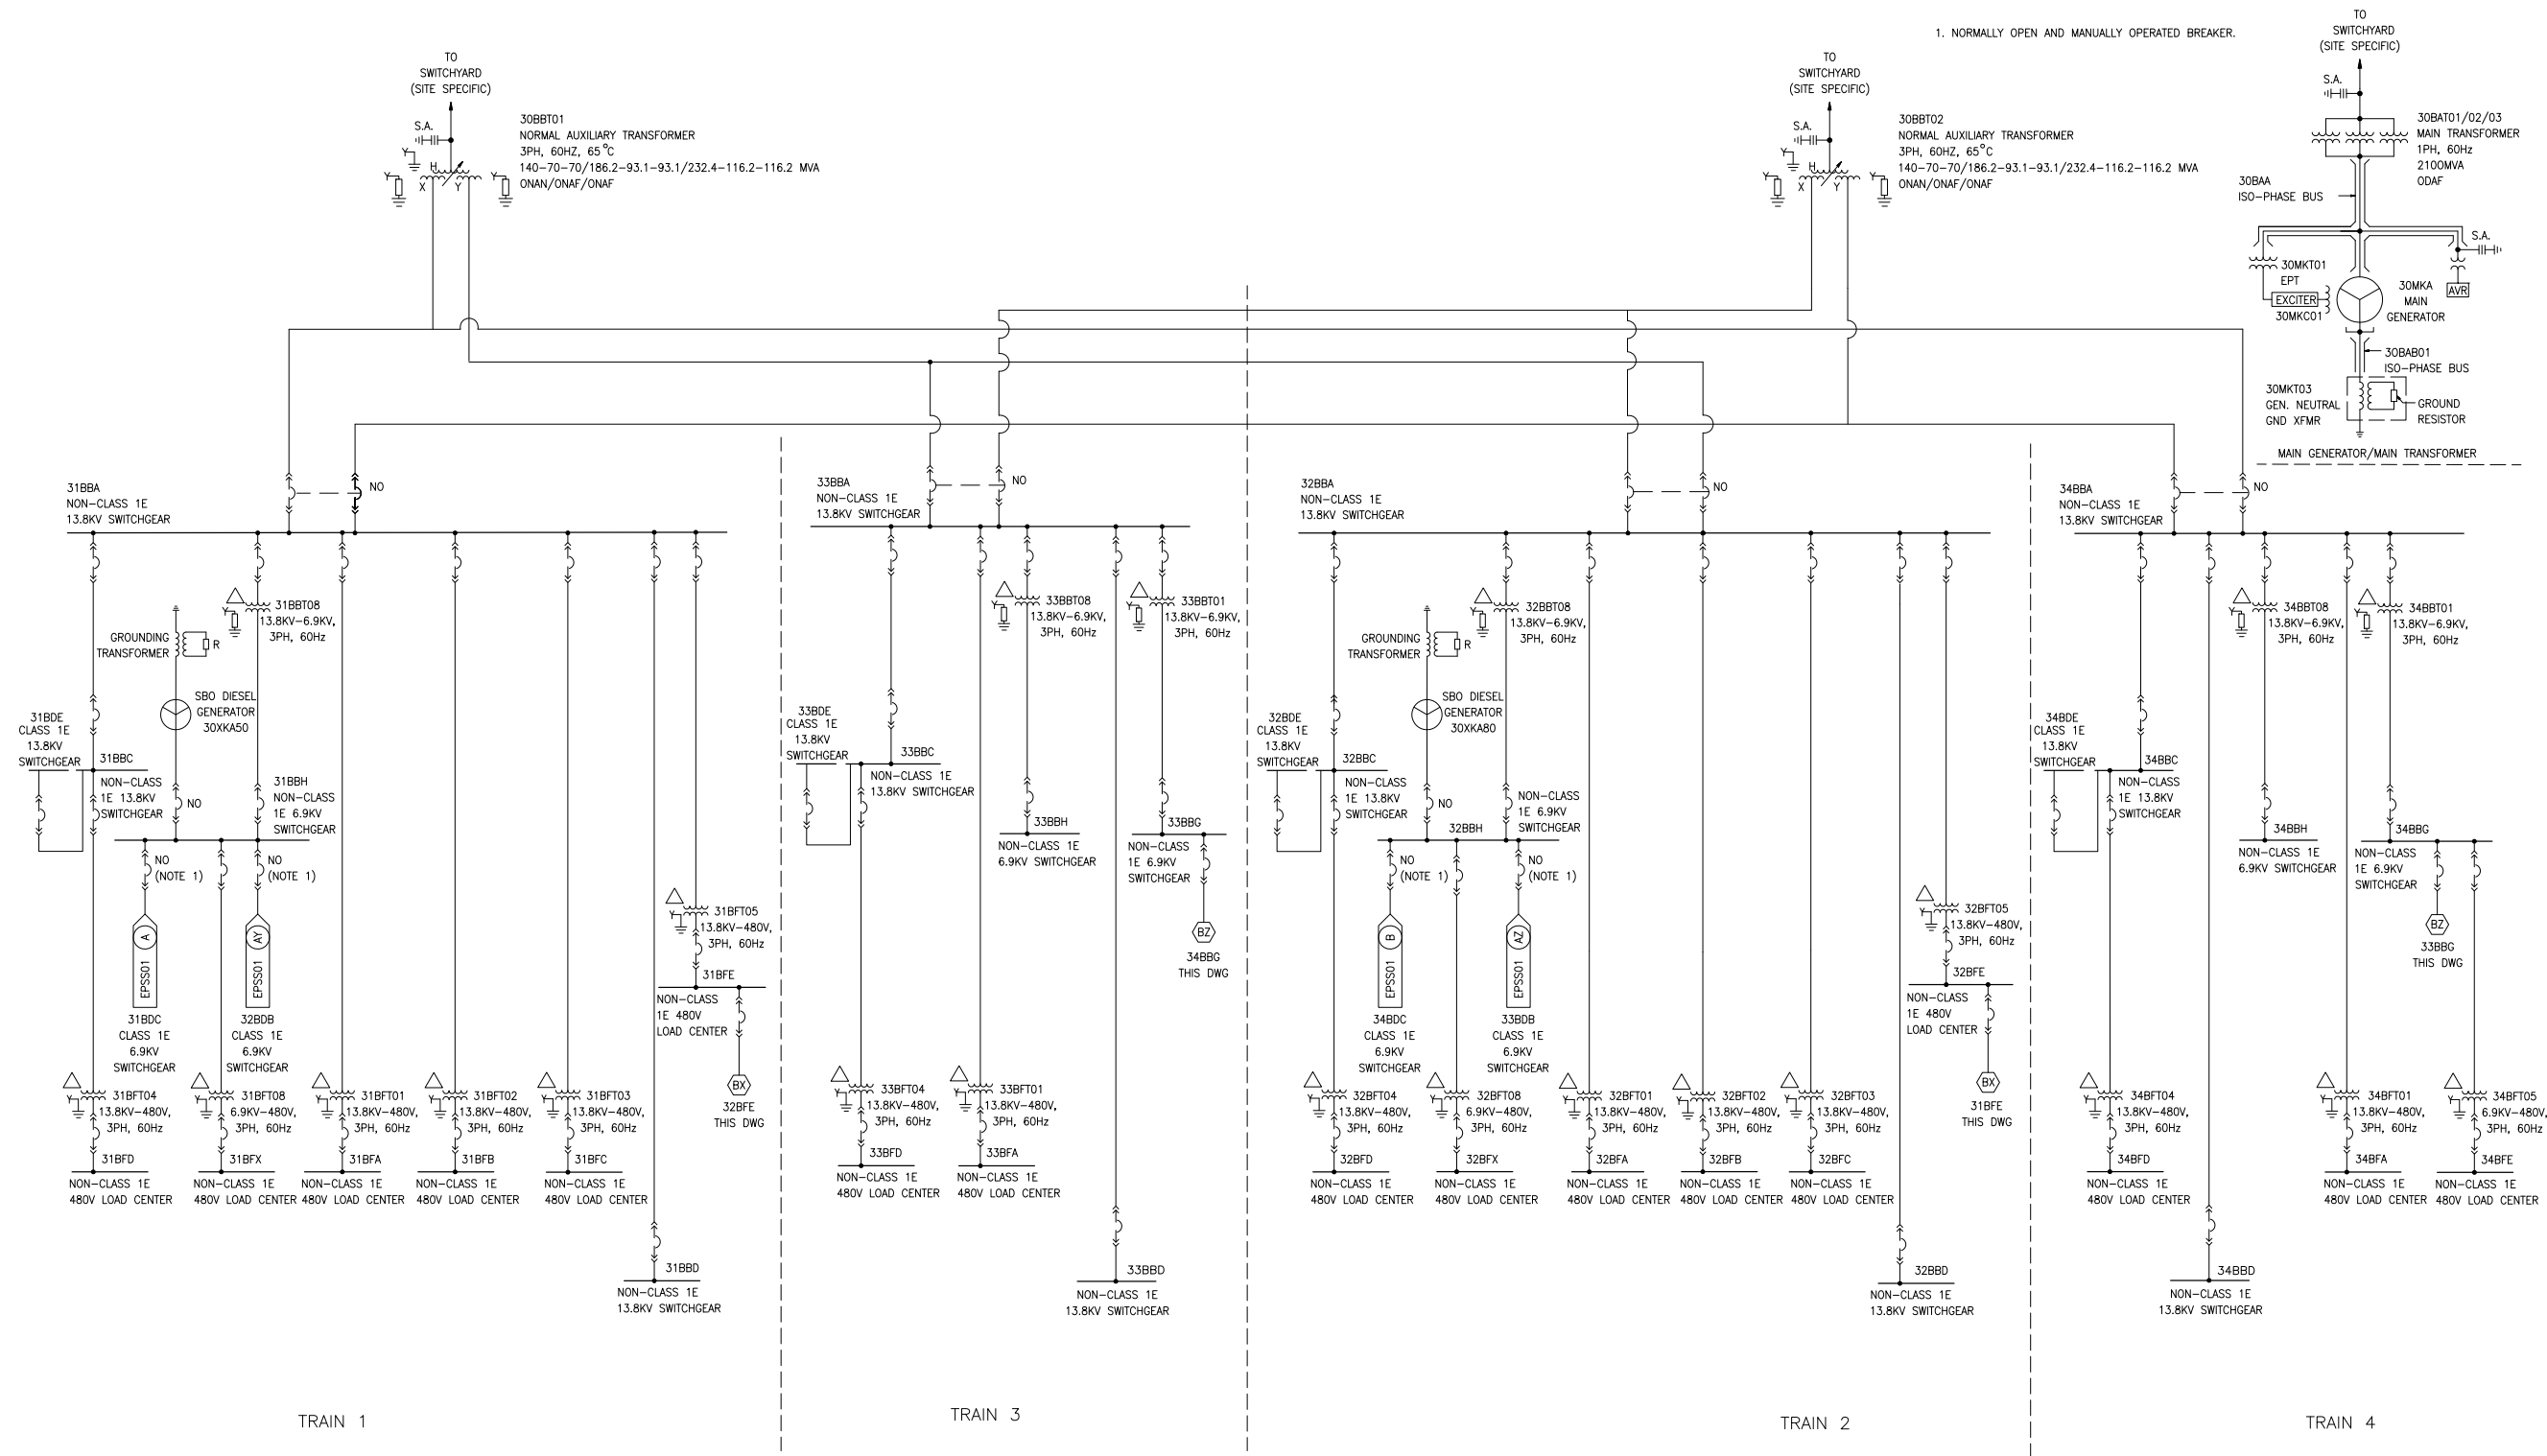 1. NORMALLY OPEN AND MANUALLY OPERATED BREAKER.
TO
SWITCHYARD
(SITE SPECIFIC)
S.A.
Y
H
X
Y
Y
Y
30BBT01
NORMAL AUXILIARY TRANSFORMER
3PH, 60HZ, 65°C
140-70-70/186.2-93.1-93.1/232.4-116.2-116.2 MVA
ONAN/ONAF/ONAF
TO
SWITCHYARD
(SITE SPECIFIC)
S.A.
Y
H
X
Y
Y
Y
30BBT02
NORMAL AUXILIARY TRANSFORMER
3PH, 60HZ, 65°C
140-70-70/186.2-93.1-93.1/232.4-116.2-116.2 MVA
ONAN/ONAF/ONAF
TO
SWITCHYARD
(SITE SPECIFIC)
S.A.
30BAT01/02/03
MAIN TRANSFORMER
1PH, 60Hz
2100MVA
ODAF
30BAA
ISO-PHASE BUS
S.A.
30MKT01
EPT
EXCITER
30MKC01
30MKA
MAIN
GENERATOR
AVR
30BAB01
ISO-PHASE BUS
30MKT03
GEN. NEUTRAL
GND XFMR
GROUND
RESISTOR
MAIN GENERATOR/MAIN TRANSFORMER
31BBA
NON-CLASS 1E
13.8KV SWITCHGEAR
NO
31BBT08
13.8KV-6.9KV,
3PH, 60Hz
Y
GROUNDING
TRANSFORMER
R
SBO DIESEL
GENERATOR
30XKA50
31BDE
CLASS 1E
13.8KV
SWITCHGEAR
31BBC
NON-CLASS
1E 13.8KV
SWITCHGEAR
NO
31BBH
NON-CLASS
1E 6.9KV
SWITCHGEAR
NO
(NOTE 1)
NO
(NOTE 1)
A
EPSS01
31BDC
CLASS 1E
6.9KV
SWITCHGEAR
AY
EPSS01
32BDB
CLASS 1E
6.9KV
SWITCHGEAR
Y
31BFT05
13.8KV-480V,
3PH, 60Hz
31BFE
NON-CLASS
1E 480V
LOAD CENTER
BX
32BFE
THIS DWG
Y
31BFT04
13.8KV-480V,
3PH, 60Hz
31BFD
NON-CLASS 1E
480V LOAD CENTER
Y
31BFT08
6.9KV-480V,
3PH, 60Hz
31BFX
NON-CLASS 1E
480V LOAD CENTER
Y
31BFT01
13.8KV-480V,
3PH, 60Hz
31BFA
NON-CLASS 1E
480V LOAD CENTER
Y
31BFT02
13.8KV-480V,
3PH, 60Hz
31BFB
NON-CLASS 1E
480V LOAD CENTER
Y
31BFT03
13.8KV-480V,
3PH, 60Hz
31BFC
NON-CLASS 1E
480V LOAD CENTER
31BBD
NON-CLASS 1E
13.8KV SWITCHGEAR
TRAIN 1
33BBA
NON-CLASS 1E
13.8KV SWITCHGEAR
NO
Y
33BBT08
13.8KV-6.9KV,
3PH, 60Hz
Y
33BBT01
13.8KV-6.9KV,
3PH, 60Hz
33BDE
CLASS 1E
13.8KV
SWITCHGEAR
33BBC
NON-CLASS 1E
13.8KV SWITCHGEAR
33BBH
NON-CLASS 1E
6.9KV SWITCHGEAR
33BBG
NON-CLASS
1E 6.9KV
SWITCHGEAR
BZ
34BBG
THIS DWG
Y
33BFT04
13.8KV-480V,
3PH, 60Hz
33BFD
NON-CLASS 1E
480V LOAD CENTER
Y
33BFT01
13.8KV-480V,
3PH, 60Hz
33BFA
NON-CLASS 1E
480V LOAD CENTER
33BBD
NON-CLASS 1E
13.8KV SWITCHGEAR
TRAIN 3
32BBA
NON-CLASS 1E
13.8KV SWITCHGEAR
NO
Y
32BBT08
13.8KV-6.9KV,
3PH, 60Hz
GROUNDING
TRANSFORMER
R
SBO DIESEL
GENERATOR
30XKA80
32BDE
CLASS 1E
13.8KV
SWITCHGEAR
32BBC
NON-CLASS
1E 13.8KV
SWITCHGEAR
NO
NON-CLASS
1E 6.9KV
SWITCHGEAR
32BBH
NO
(NOTE 1)
NO
(NOTE 1)
B
EPSS01
34BDC
CLASS 1E
6.9KV
SWITCHGEAR
AZ
EPSS01
33BDB
CLASS 1E
6.9KV
SWITCHGEAR
Y
32BFT05
13.8KV-480V,
3PH, 60Hz
32BFE
NON-CLASS
1E 480V
LOAD CENTER
BX
31BFE
THIS DWG
Y
32BFT04
13.8KV-480V,
3PH, 60Hz
32BFD
NON-CLASS 1E
480V LOAD CENTER
Y
32BFT08
6.9KV-480V,
3PH, 60Hz
32BFX
NON-CLASS 1E
480V LOAD CENTER
Y
32BFT01
13.8KV-480V,
3PH, 60Hz
32BFA
NON-CLASS 1E
480V LOAD CENTER
Y
32BFT02
13.8KV-480V,
3PH, 60Hz
32BFB
NON-CLASS 1E
480V LOAD CENTER
Y
32BFT03
13.8KV-480V,
3PH, 60Hz
32BFC
NON-CLASS 1E
480V LOAD CENTER
32BBD
NON-CLASS 1E
13.8KV SWITCHGEAR
TRAIN 2
34BBA
NON-CLASS 1E
13.8KV SWITCHGEAR
NO
Y
34BBT08
13.8KV-6.9KV,
3PH, 60Hz
Y
34BBT01
13.8KV-6.9KV,
3PH, 60Hz
34BDE
CLASS 1E
13.8KV
SWITCHGEAR
34BBC
NON-CLASS
1E 13.8KV
SWITCHGEAR
34BBH
NON-CLASS 1E
6.9KV SWITCHGEAR
34BBG
NON-CLASS
1E 6.9KV
SWITCHGEAR
BZ
33BBG
THIS DWG
Y
34BFT04
13.8KV-480V,
3PH, 60Hz
34BFD
NON-CLASS 1E
480V LOAD CENTER
Y
34BFT01
13.8KV-480V,
3PH, 60Hz
34BFA
NON-CLASS 1E
480V LOAD CENTER
Y
34BFT05
6.9KV-480V,
3PH, 60Hz
34BFE
NON-CLASS 1E
480V LOAD CENTER
34BBD
NON-CLASS 1E
13.8KV SWITCHGEAR
TRAIN 4